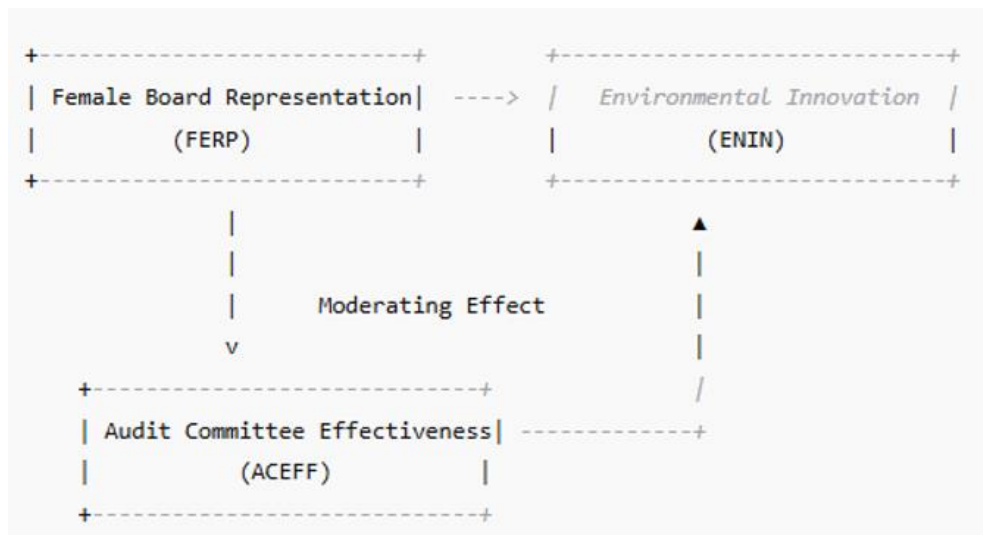 Female Board Representation
Environmental Innovation
(FERP)
(ENIN)
Moderating Effect
Audit Committee Effectiveness
(ACEFF)